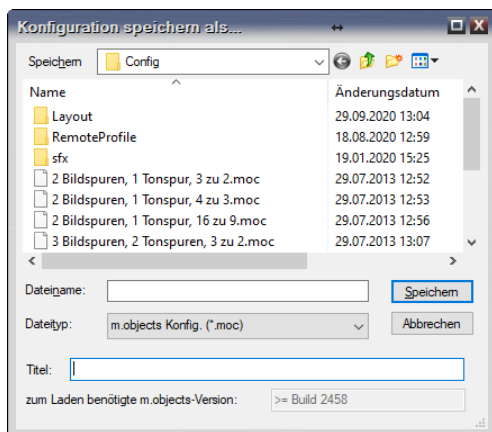 Konfiguration speichern als...
Speichern Config
Name Änderungsdatum
Layout 29.09.2020 13:04
RemoteProfile 18.08.2020 12:59
sfx 19.01.2020 15:25
2 Bildspuren, 1 Tonspur, 3 zu 2.moc 29.07.2013 12:52
2 Bildspuren, 1 Tonspur, 4 zu 3.moc 29.07.2013 12:53
2 Bildspuren, 1 Tonspur, 16 zu 9.moc 29.07.2013 12:56
3 Bildspuren, 2 Tonspuren, 3 zu 2.moc 29.07.2013 13:07
Dateiname: Speichern
Dateityp: m.objects Konfig. (*.moc) Abbrechen
Titel:
zum Laden benötigte m.objects-Version: >= Build 2458